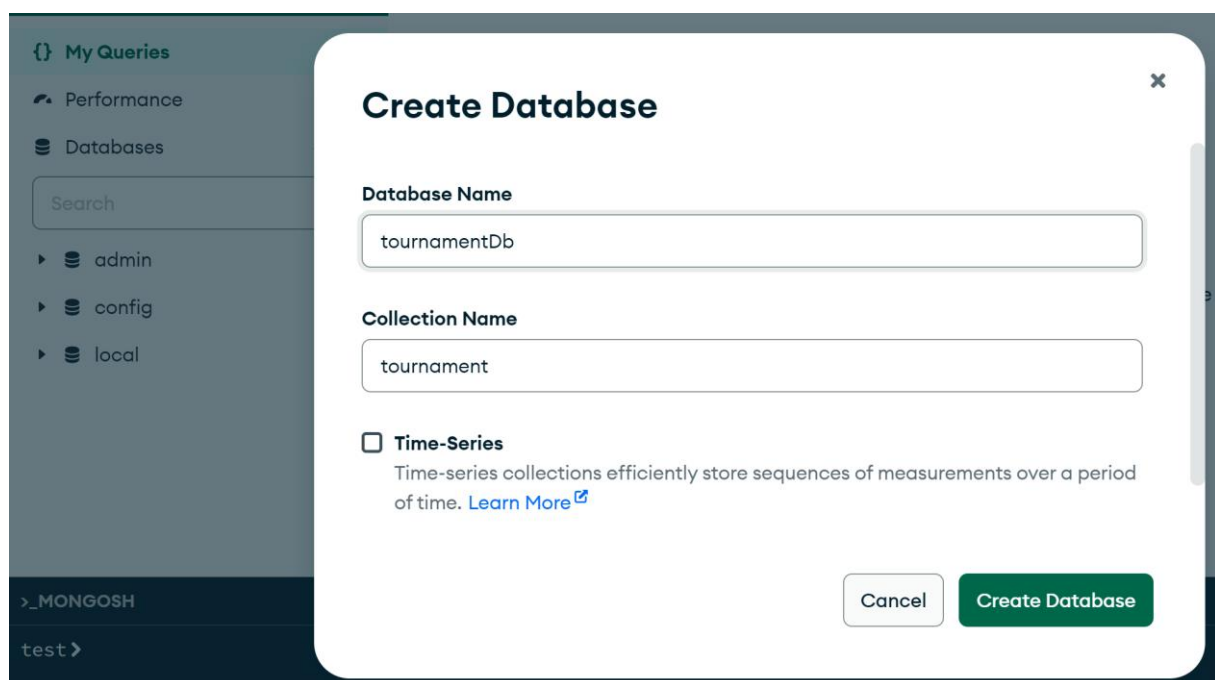 {} My Queries
Performance
Databases
Search
admin
config
local
>_MONGOSH
test>
Create Database
Database Name
tournamentDb
Collection Name
tournament
Time-Series
Time-series collections efficiently store sequences of measurements over a period
of time. Learn More
Cancel
Create Database